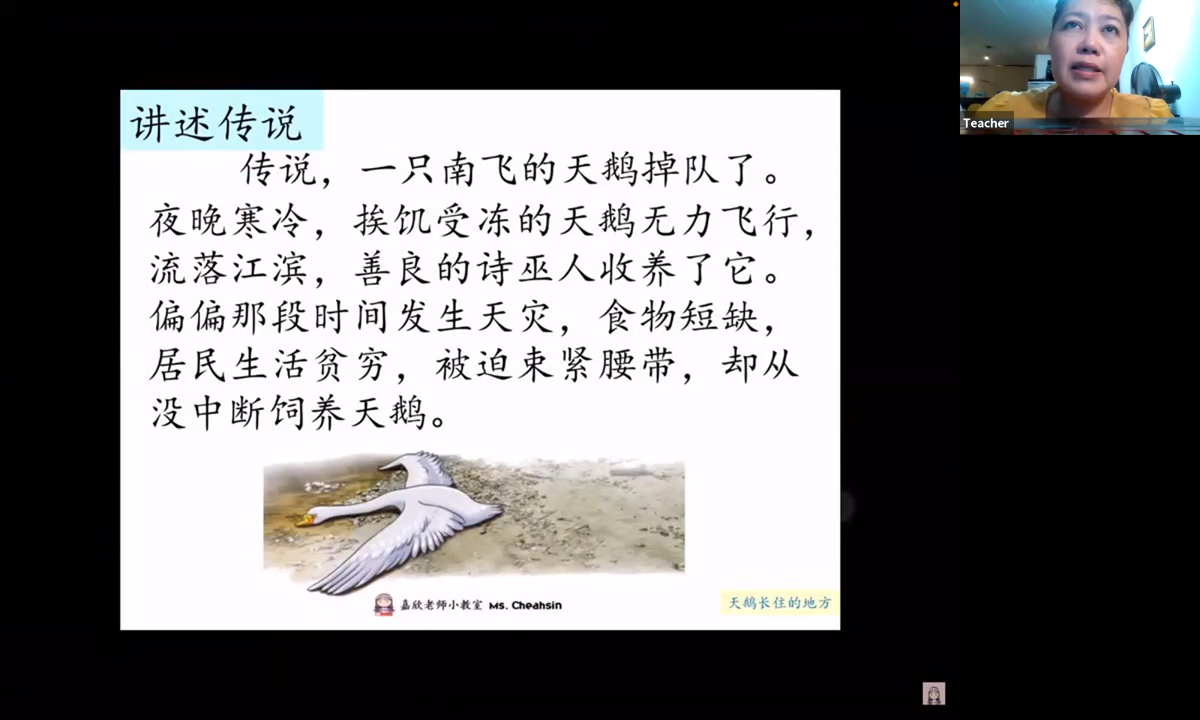 讲述传说
传说，一只南飞的天鹅掉队了。
夜晚寒冷，挨饥受冻的天鹅无力飞行，
流落江滨，善良的诗巫人收养了它。
偏偏那段时间发生天灾，食物短缺，
居民生活贫穷，被迫束紧腰带，却从
没中断饲养天鹅。
嘉欣老师小教室 Ms. Cheahsin
天鹅长住的地方
Teacher